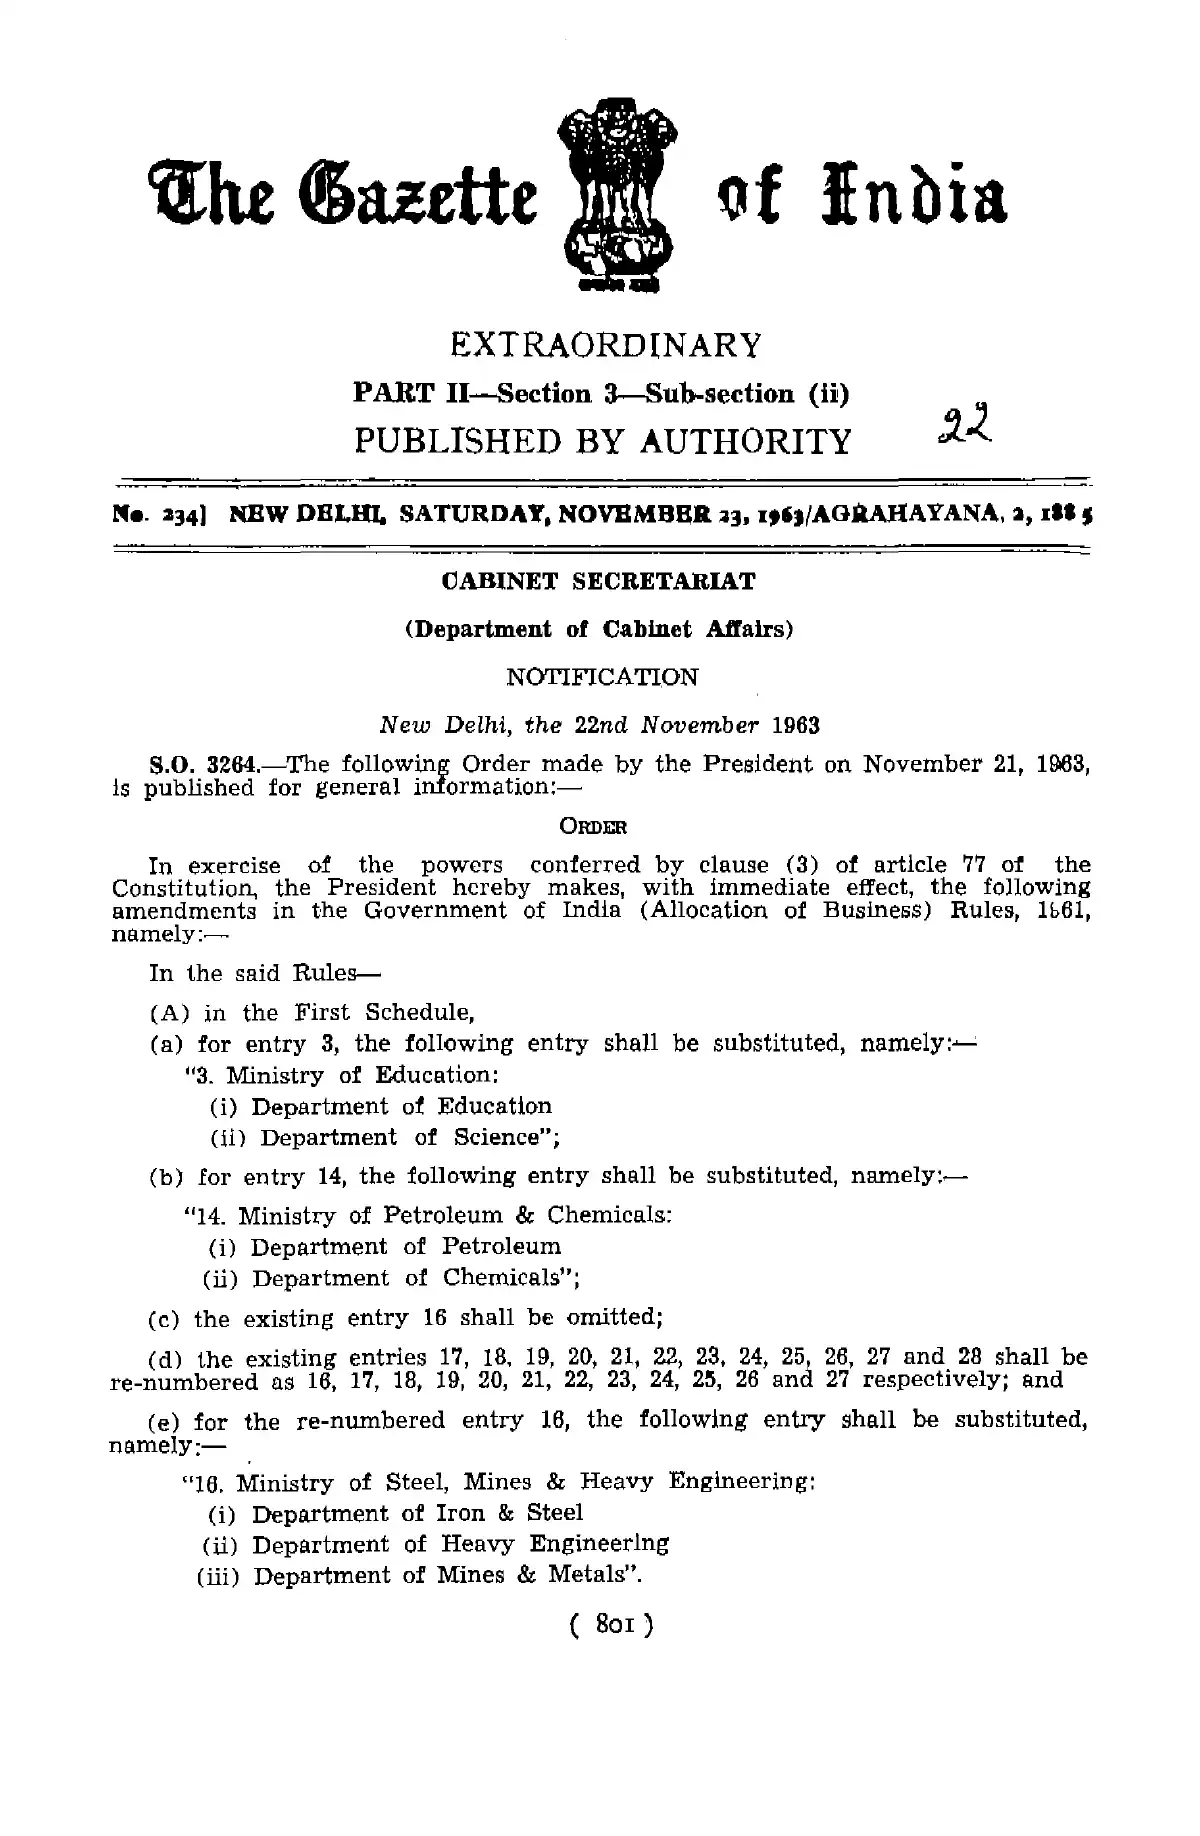 The Gazette of India
EXTRAORDINARY
PART II—Section 3—Sub-section (ii)
PUBLISHED BY AUTHORITY
22
No. 234] NEW DELHI, SATURDAY, NOVEMBER 23, 1963/AGRAHAYANA, 2, 1885
CABINET SECRETARIAT
(Department of Cabinet Affairs)
NOTIFICATION
New Delhi, the 22nd November 1963
S.O. 3264.—The following Order made by the President on November 21, 1963,
is published for general information:—
ORDER
In exercise of the powers conferred by clause (3) of article 77 of the
Constitution, the President hereby makes, with immediate effect, the following
amendments in the Government of India (Allocation of Business) Rules, 1961,
namely:—
In the said Rules—
(A) in the First Schedule,
(a) for entry 3, the following entry shall be substituted, namely:—
"3. Ministry of Education:
(i) Department of Education
(ii) Department of Science";
(b) for entry 14, the following entry shall be substituted, namely:—
"14. Ministry of Petroleum & Chemicals:
(i) Department of Petroleum
(ii) Department of Chemicals";
(c) the existing entry 16 shall be omitted;
(d) the existing entries 17, 18, 19, 20, 21, 22, 23, 24, 25, 26, 27 and 28 shall be
re-numbered as 16, 17, 18, 19, 20, 21, 22, 23, 24, 25, 26 and 27 respectively; and
(e) for the re-numbered entry 16, the following entry shall be substituted,
namely:—
"16. Ministry of Steel, Mines & Heavy Engineering:
(i) Department of Iron & Steel
(ii) Department of Heavy Engineering
(iii) Department of Mines & Metals".
( 801 )